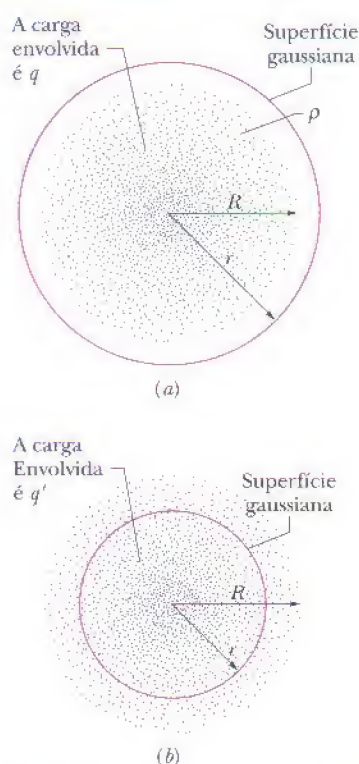 A carga
envolvida
é q
Superfície
gaussiana
ρ
R
r
(a)
A carga
Envolvida
é q'
Superfície
gaussiana
R
r
(b)